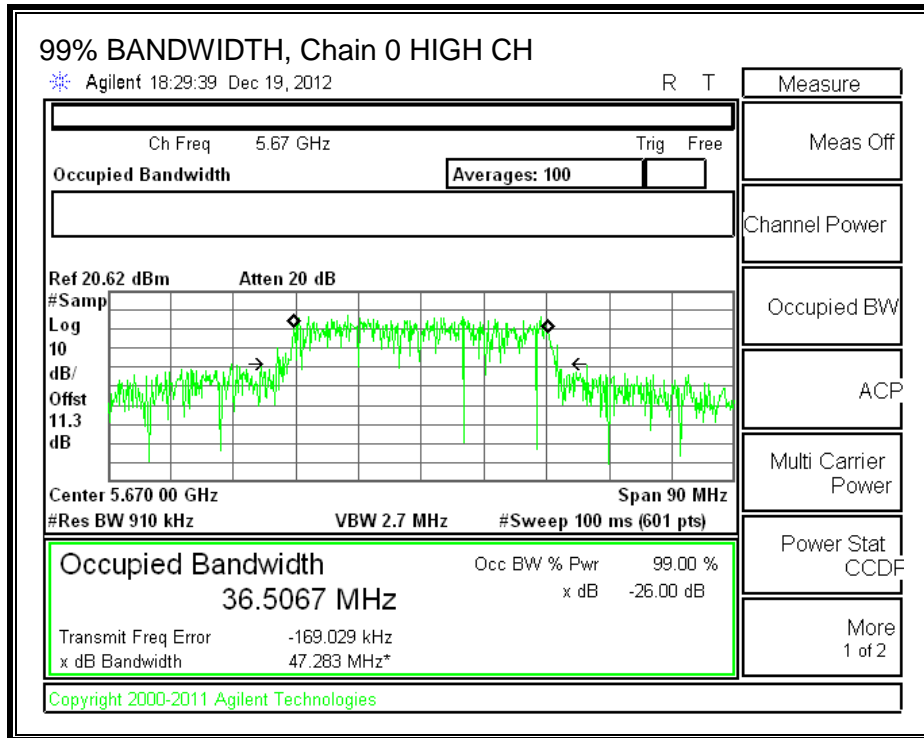 99% BANDWIDTH, Chain 0 HIGH CH
Agilent 18:29:39 Dec 19, 2012
R T
Measure
Ch Freq 5.67 GHz
Trig Free
Meas Off
Occupied Bandwidth
Averages: 100
Channel Power
Ref 20.62 dBm
Atten 20 dB
#Samp
Log
10
dB/
Offst
11.3
dB
Occupied BW
ACP
Multi Carrier
Power
Center 5.670 00 GHz
Span 90 MHz
#Res BW 910 kHz
VBW 2.7 MHz
#Sweep 100 ms (601 pts)
Power Stat
CCDF
Occupied Bandwidth
36.5067 MHz
Occ BW % Pwr 99.00 %
x dB -26.00 dB
Transmit Freq Error -169.029 kHz
x dB Bandwidth 47.283 MHz*
More
1 of 2
Copyright 2000-2011 Agilent Technologies